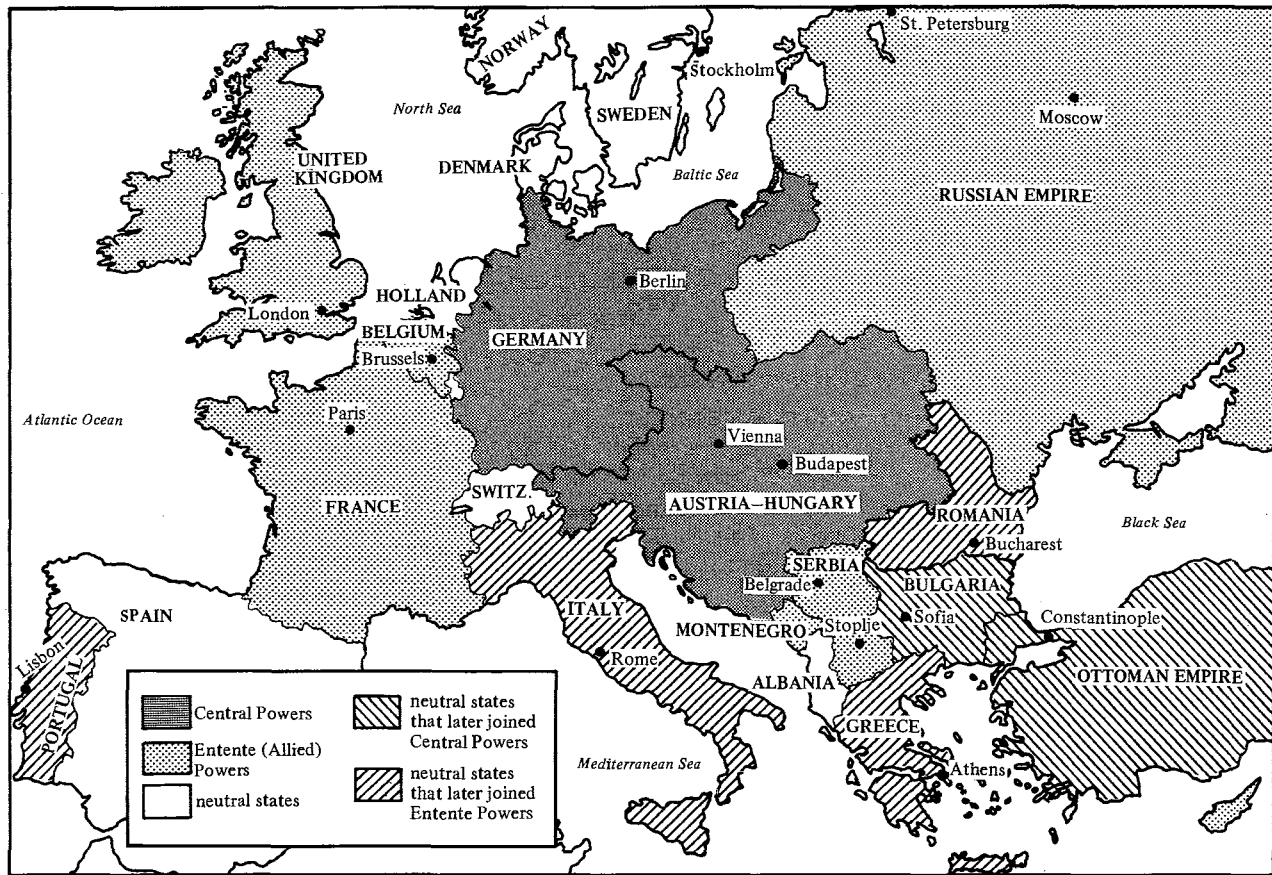 St. Petersburg
NORWAY
Stockholm
North Sea
SWEDEN
Moscow
UNITED
KINGDOM
DENMARK
Baltic Sea
RUSSIAN EMPIRE
Berlin
HOLLAND
London
BELGIUM
GERMANY
Brussels
Atlantic Ocean
Paris
Vienna
Budapest
SWITZ.
FRANCE
AUSTRIA–HUNGARY
ROMANIA
Black Sea
Bucharest
SERBIA
Belgrade
BULGARIA
SPAIN
ITALY
Sofia
Constantinople
MONTENEGRO
Stoplje
Lisbon
Rome
PORTUGAL
ALBANIA
OTTOMAN EMPIRE
GREECE
Mediterranean Sea
Athens
Central Powers
Entente (Allied)
Powers
neutral states
neutral states
that later joined
Central Powers
neutral states
that later joined
Entente Powers